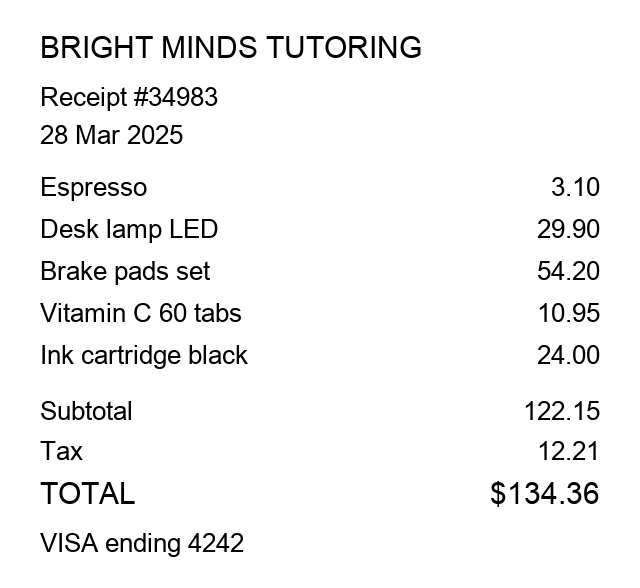 BRIGHT MINDS TUTORING
Receipt #34983
28 Mar 2025
Espresso 3.10
Desk lamp LED 29.90
Brake pads set 54.20
Vitamin C 60 tabs 10.95
Ink cartridge black 24.00
Subtotal 122.15
Tax 12.21
TOTAL $134.36
VISA ending 4242